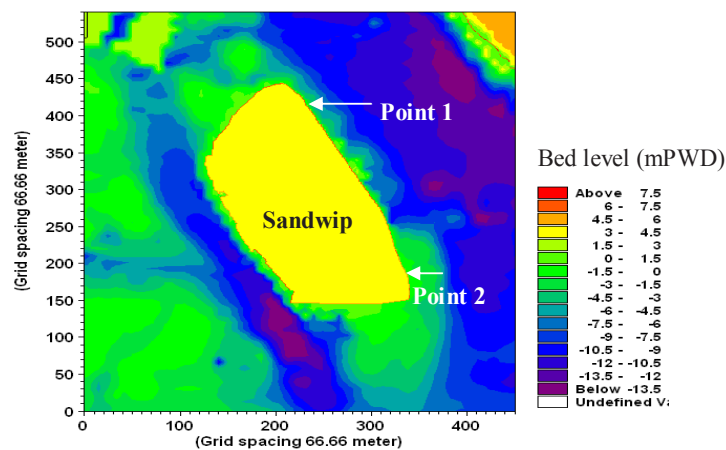 (Grid spacing 66.66 meter)
500
450
400
350
300
250
200
150
100
50
0
0
100
200
300
400
(Grid spacing 66.66 meter)
Point 1
Sandwip
Point 2
Bed level (mPWD)
Above 7.5
6 - 7.5
4.5 - 6
3 - 4.5
1.5 - 3
0 - 1.5
-1.5 - 0
-3 - -1.5
-4.5 - -3
-6 - -4.5
-7.5 - -6
-9 - -7.5
-10.5 - -9
-12 - -10.5
-13.5 - -12
Below -13.5
Undefined Va